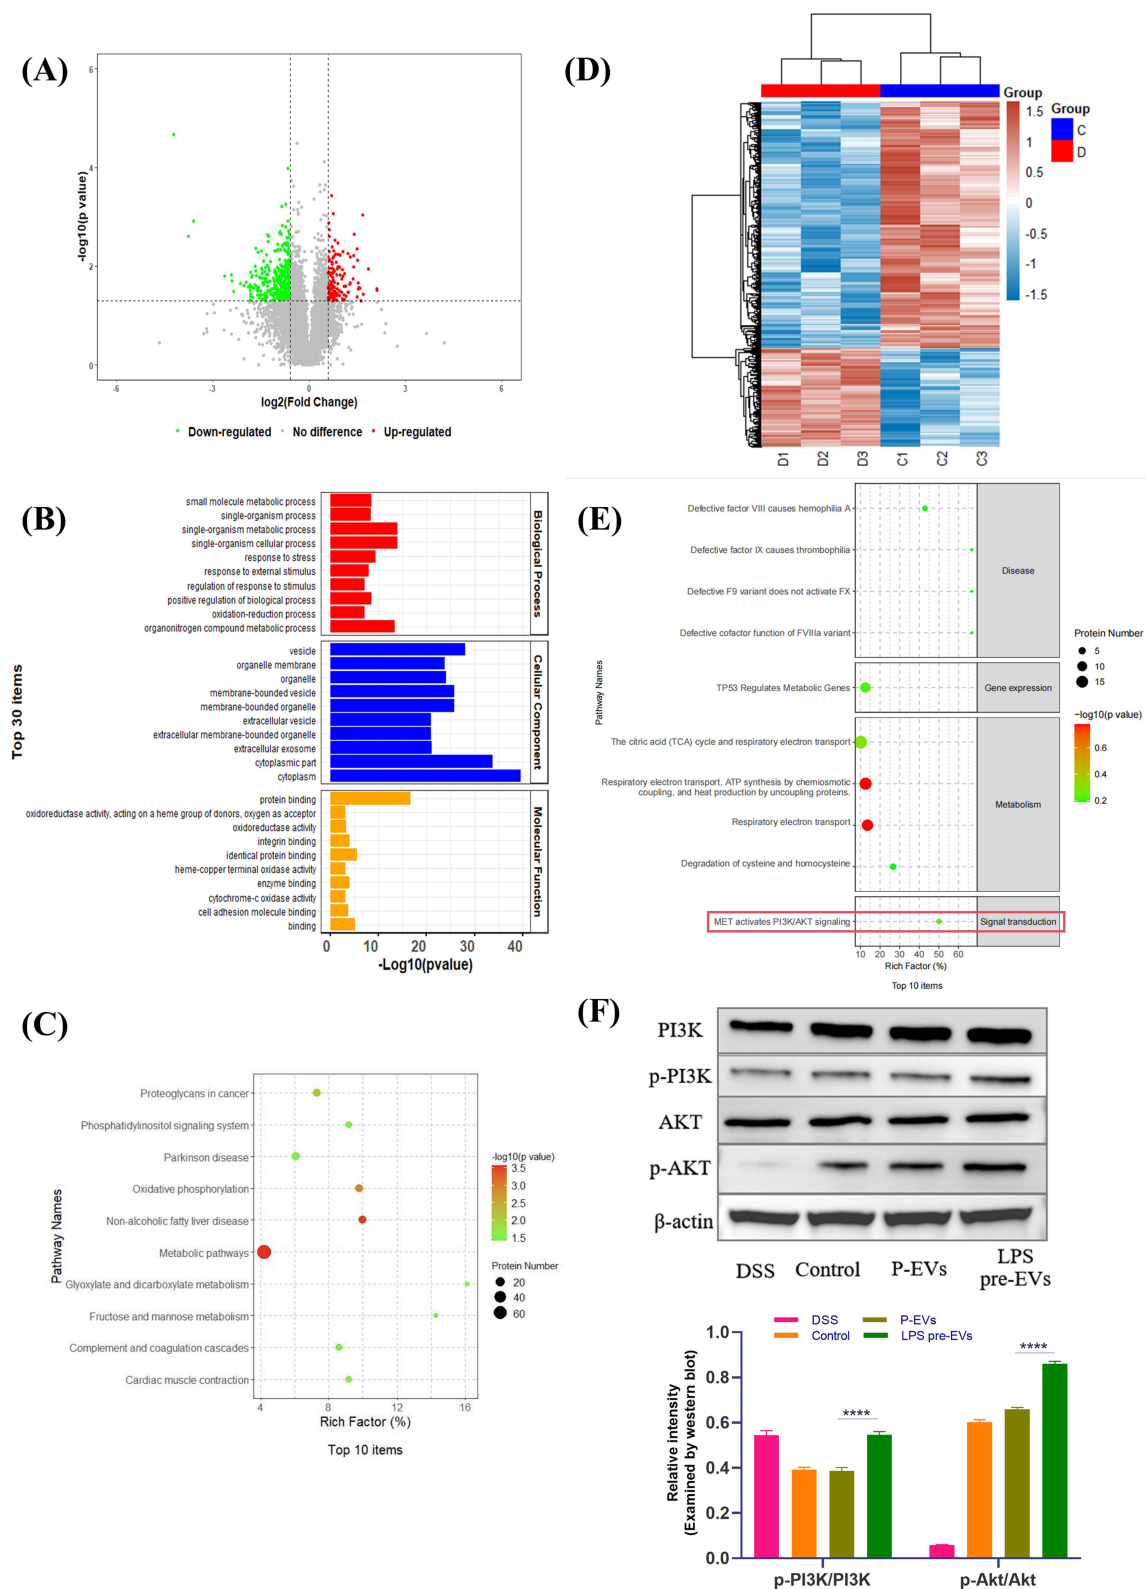 (A)
6
4
2
0
-log10(p value)
-6
-3
0
3
6
log2(Fold Change)
Down-regulated
No difference
Up-regulated
(D)
Group
1.5
1
0.5
0
-0.5
-1
-1.5
Group
C
D
D1
D2
D3
C1
C2
C3
(B)
Top 30 items
small molecule metabolic process
single-organism process
single-organism metabolic process
single-organism cellular process
response to stress
response to external stimulus
regulation of response to stimulus
positive regulation of biological process
oxidation-reduction process
organonitrogen compound metabolic process
Biological Process
vesicle
organelle membrane
organelle
membrane-bounded vesicle
membrane-bounded organelle
extracellular vesicle
extracellular membrane-bounded organelle
extracellular exosome
cytoplasmic part
cytoplasm
Cellular Component
protein binding
oxidoreductase activity, acting on a heme group of donors, oxygen as acceptor
oxidoreductase activity
integrin binding
identical protein binding
heme-copper terminal oxidase activity
enzyme binding
cytochrome-c oxidase activity
cell adhesion molecule binding
binding
Molecular Function
0
10
20
30
40
-Log10(pvalue)
(E)
Pathway Names
Defective factor VIII causes hemophilia A
Defective factor IX causes thrombophilia
Defective F9 variant does not activate FX
Defective cofactor function of FVIIIa variant
Disease
TP53 Regulates Metabolic Genes
Gene expression
The citric acid (TCA) cycle and respiratory electron transport
Respiratory electron transport, ATP synthesis by chemiosmotic
coupling, and heat production by uncoupling proteins.
Respiratory electron transport
Degradation of cysteine and homocysteine
Metabolism
MET activates PI3K/AKT signaling
Signal transduction
10
20
30
40
50
60
Rich Factor (%)
Top 10 items
Protein Number
5
10
15
−log10(p value)
0.6
0.4
0.2
(C)
Pathway Names
Proteoglycans in cancer
Phosphatidylinositol signaling system
Parkinson disease
Oxidative phosphorylation
Non-alcoholic fatty liver disease
Metabolic pathways
Glyoxylate and dicarboxylate metabolism
Fructose and mannose metabolism
Complement and coagulation cascades
Cardiac muscle contraction
4
8
12
16
Rich Factor (%)
Top 10 items
-log10(p value)
3.5
3.0
2.5
2.0
1.5
Protein Number
20
40
60
(F)
PI3K
p-PI3K
AKT
p-AKT
β-actin
DSS
Control
P-EVs
LPS
pre-EVs
DSS
P-EVs
Control
LPS pre-EVs
Relative intensity
(Examined by western blot)
1.0
0.8
0.6
0.4
0.2
0.0
****
****
p-PI3K/PI3K
p-Akt/Akt